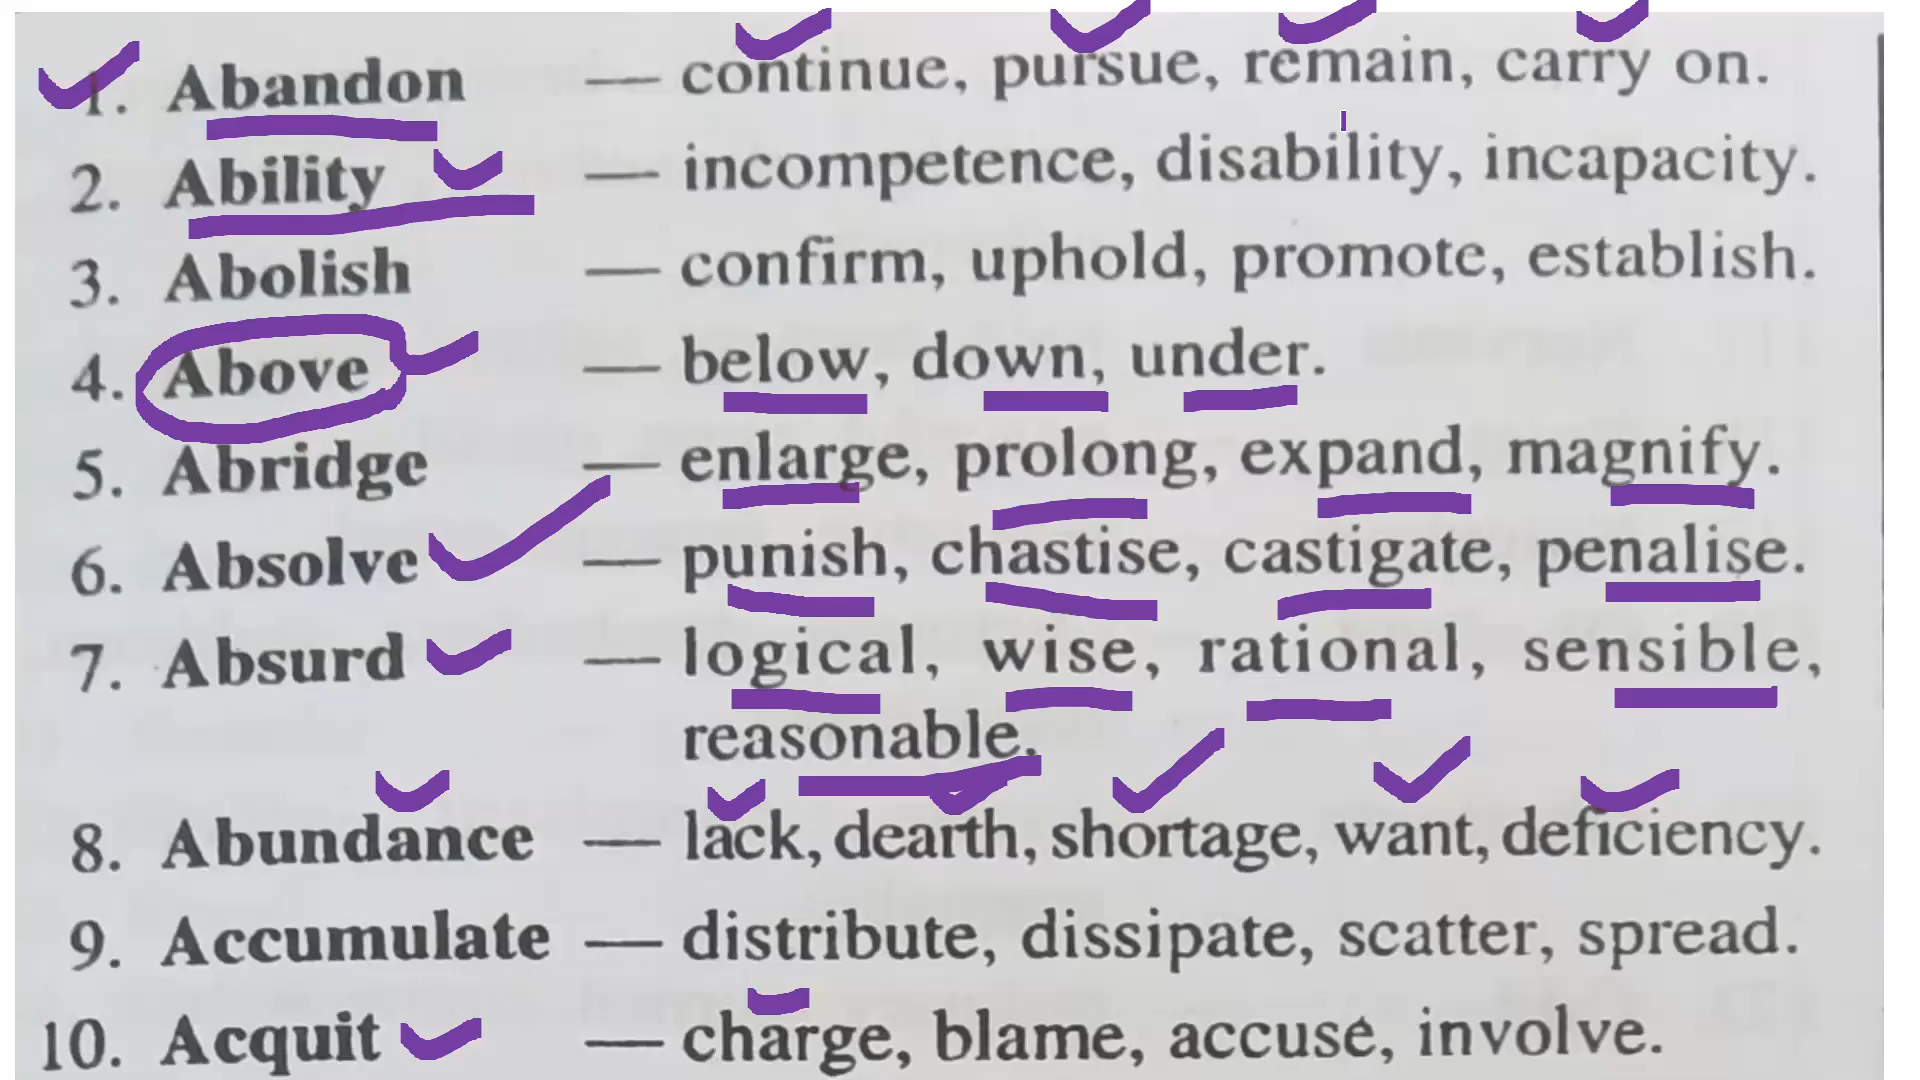 1. Abandon — continue, pursue, remain, carry on.
2. Ability — incompetence, disability, incapacity.
3. Abolish — confirm, uphold, promote, establish.
4. Above — below, down, under.
5. Abridge — enlarge, prolong, expand, magnify.
6. Absolve — punish, chastise, castigate, penalise.
7. Absurd — logical, wise, rational, sensible,
reasonable.
8. Abundance — lack, dearth, shortage, want, deficiency.
9. Accumulate — distribute, dissipate, scatter, spread.
10. Acquit — charge, blame, accuse, involve.